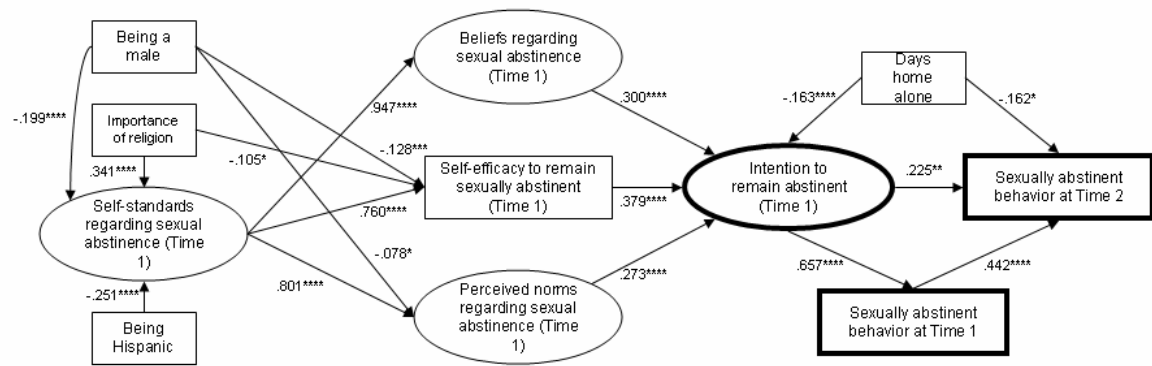 Being a
male
Importance
of religion
Self-standards
regarding sexual
abstinence (Time
1)
Being
Hispanic
-.199****
.341****
-.251****
.947****
-.105*
-.128***
.760****
-.078*
.801****
Beliefs regarding
sexual abstinence
(Time 1)
Self-efficacy to remain
sexually abstinent
(Time 1)
Perceived norms
regarding sexual
abstinence (Time
1)
.300****
.379****
.273****
Days
home
alone
-.163****
-.162*
Intention to
remain abstinent
(Time 1)
.225**
Sexually abstinent
behavior at Time 2
.657****
.442****
Sexually abstinent
behavior at Time 1